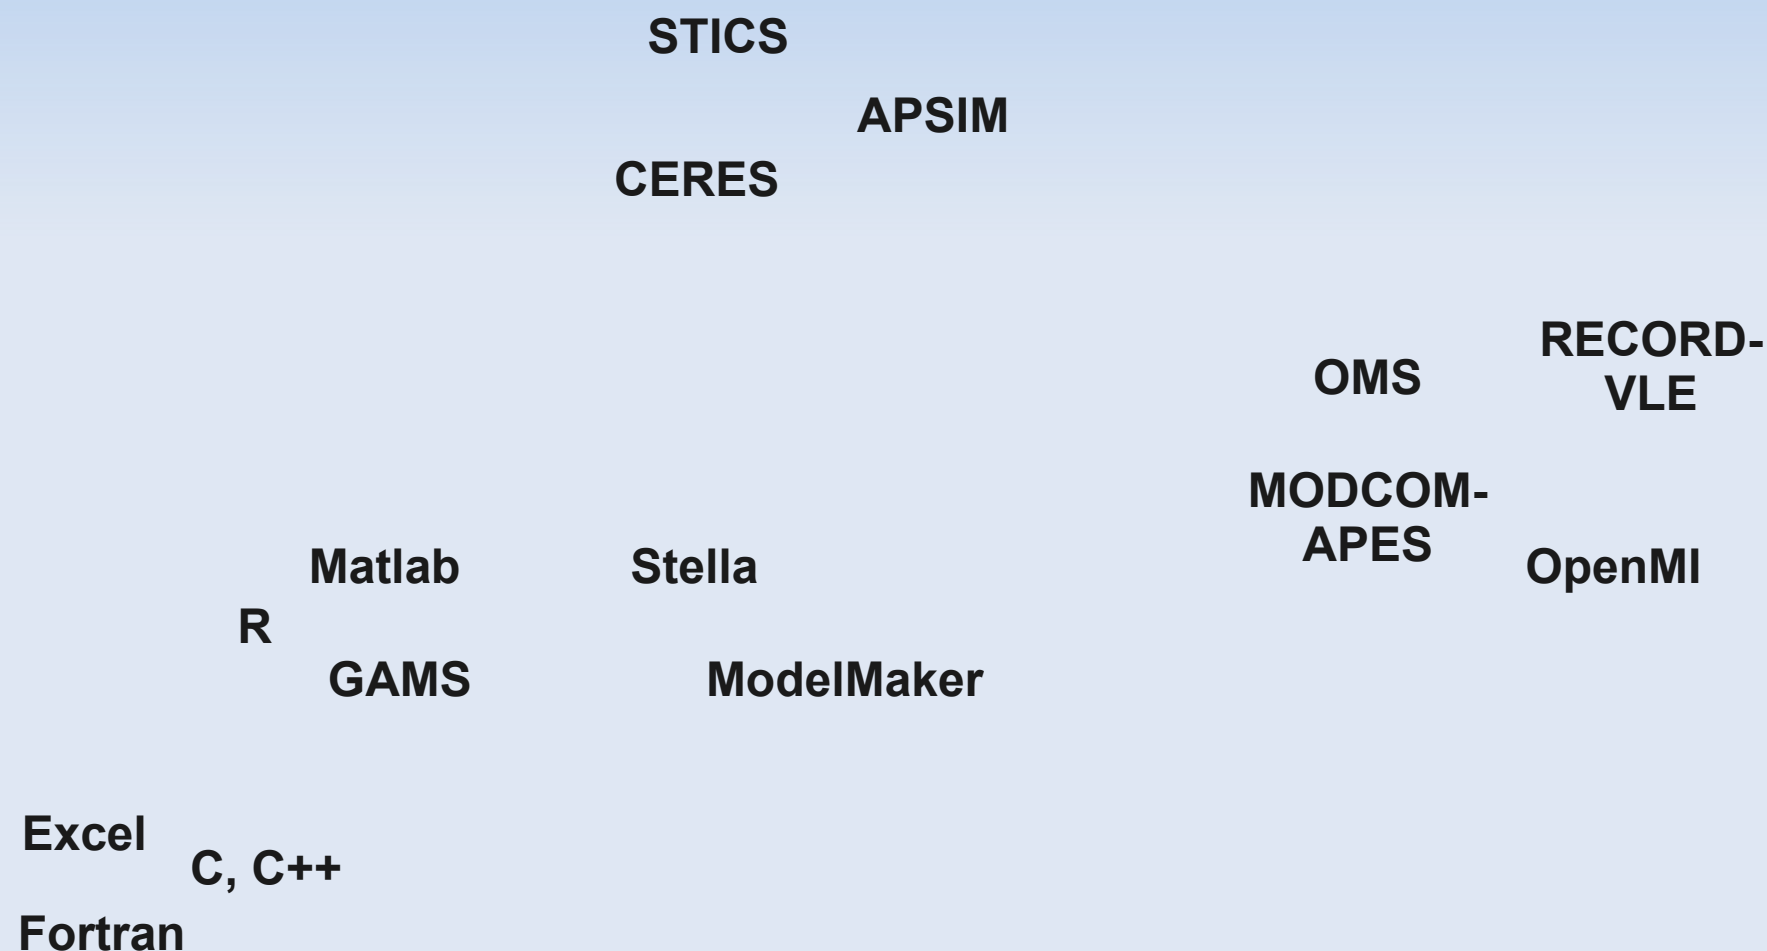 STICS
APSIM
CERES
RECORD-
VLE
OMS
MODCOM-
APES
OpenMI
Matlab
Stella
R
GAMS
ModelMaker
Excel
C, C++
Fortran